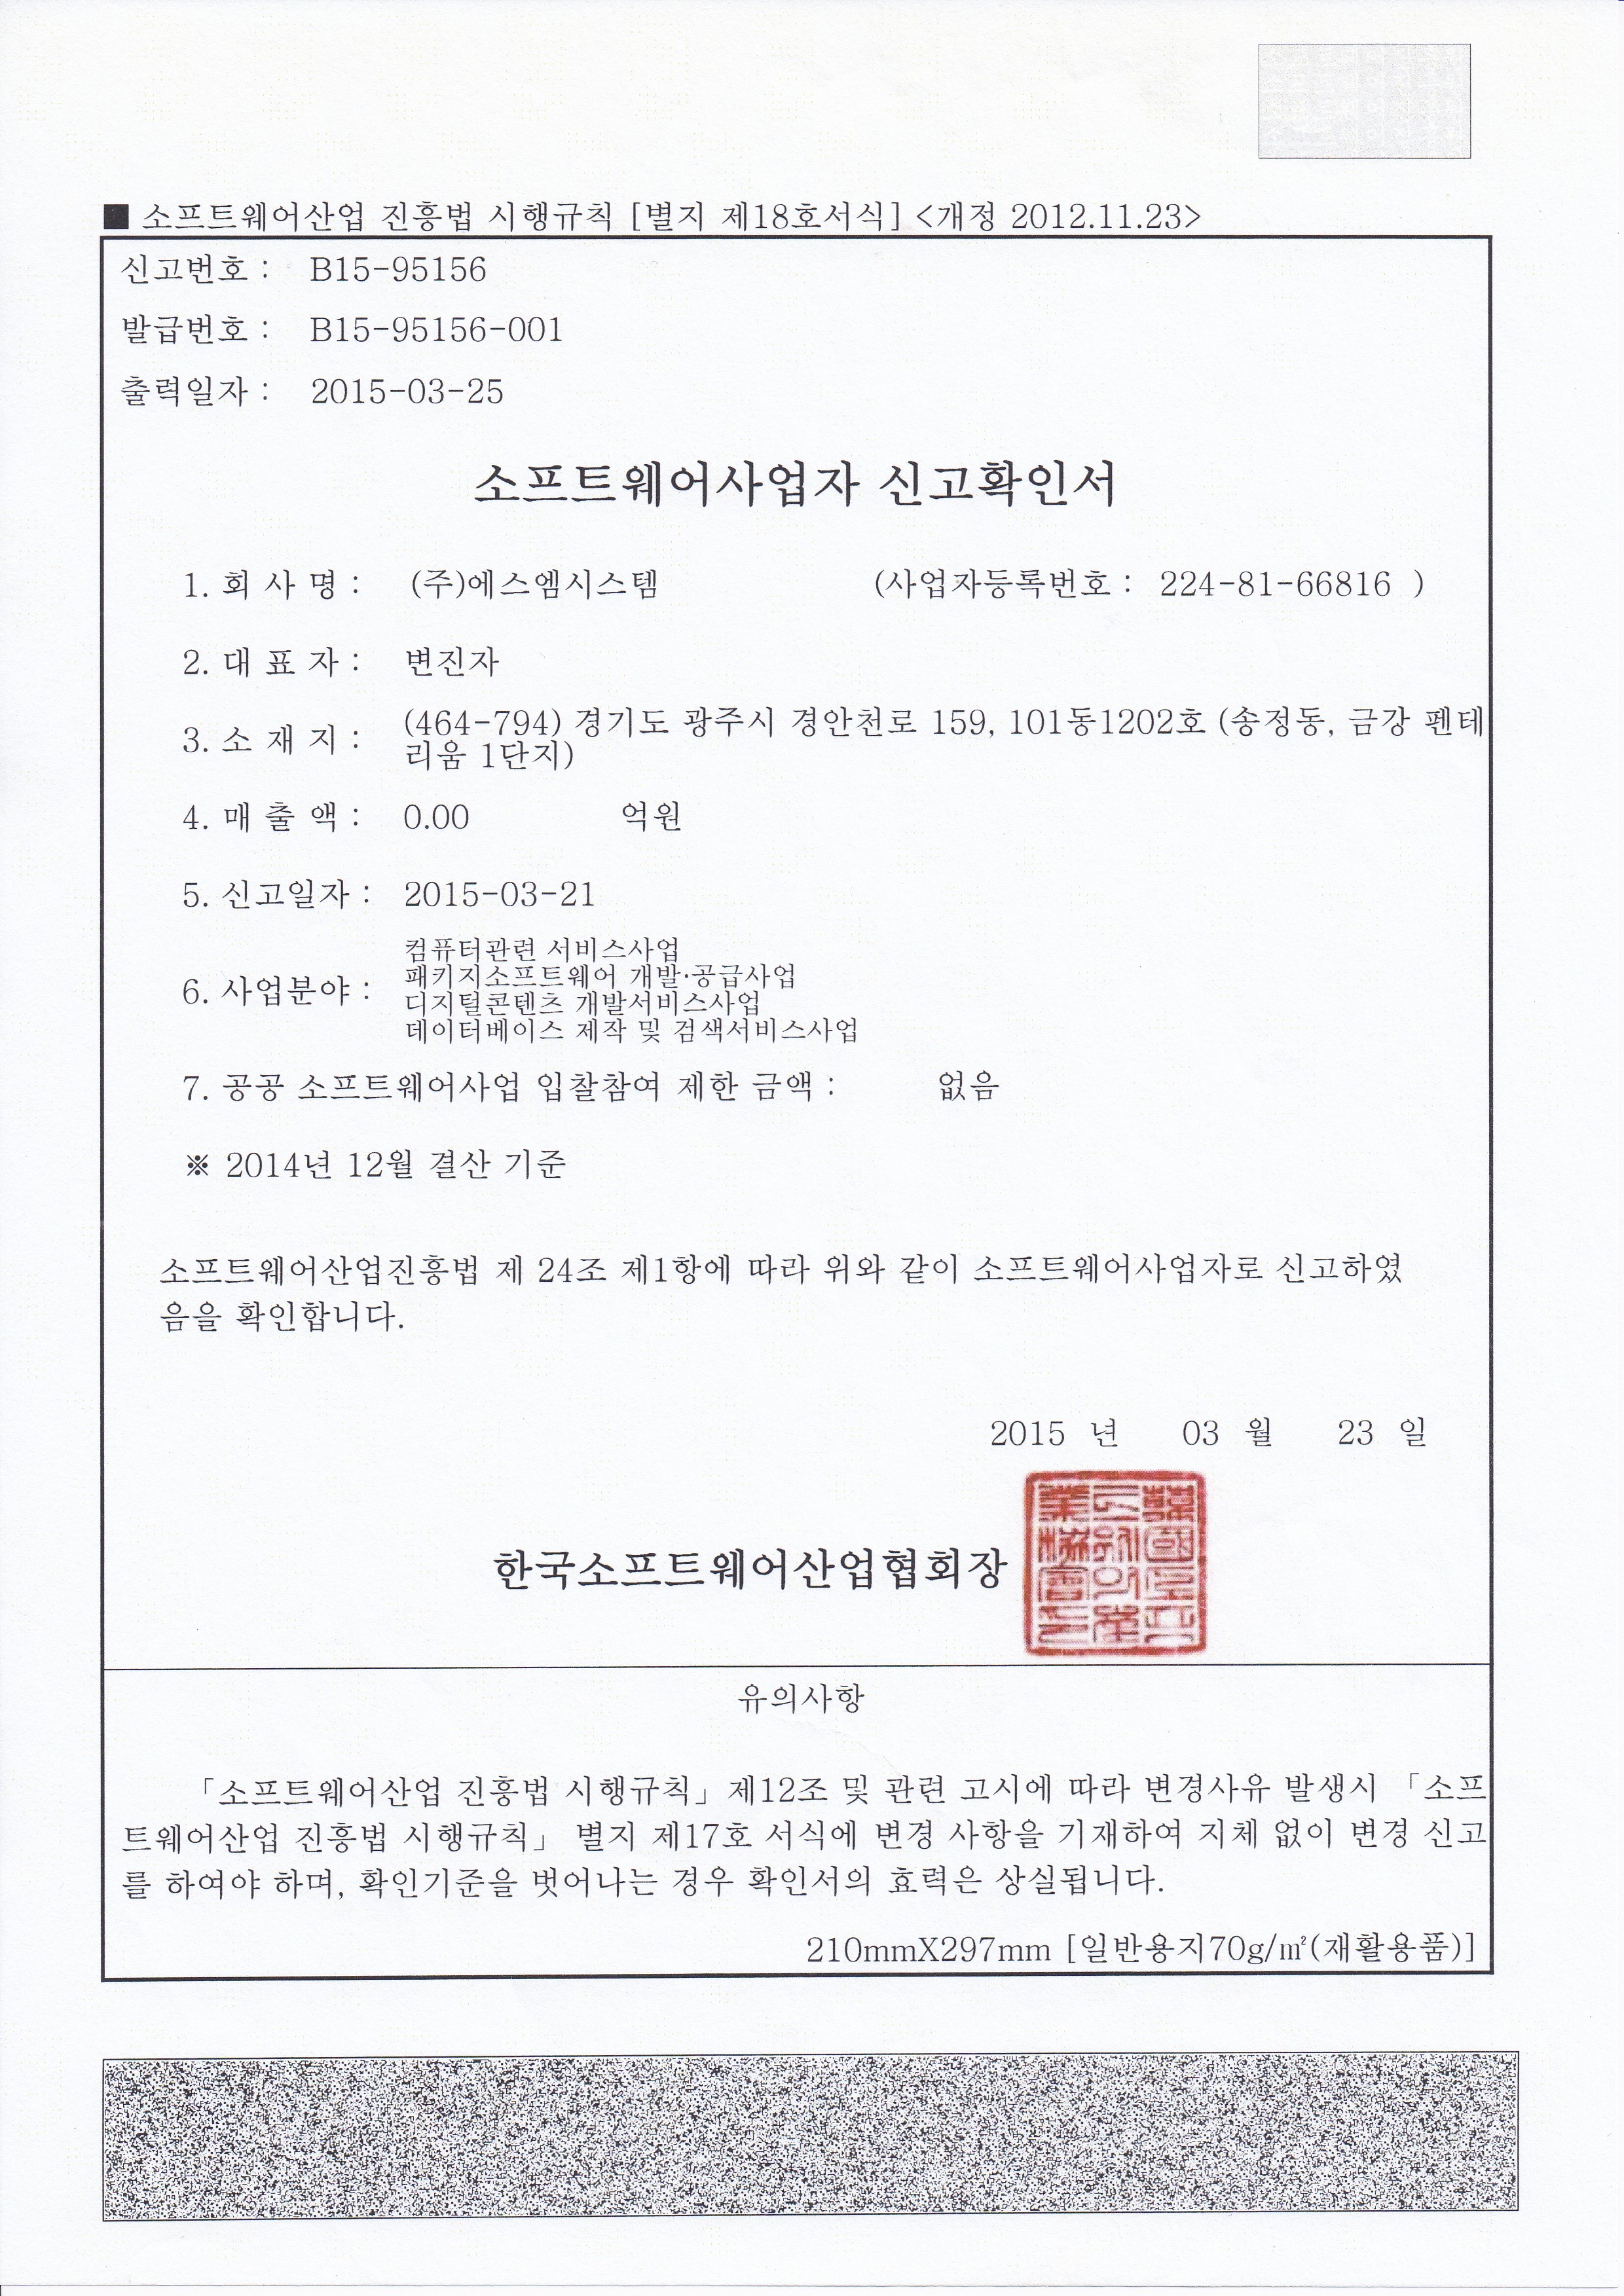 ■ 소프트웨어산업 진흥법 시행규칙 [별지 제18호서식] <개정 2012.11.23>
신고번호 : B15-95156
발급번호 : B15-95156-001
출력일자 : 2015-03-25
소프트웨어사업자 신고확인서
1. 회 사 명 : (주)에스엠시스템 (사업자등록번호 : 224-81-66816 )
2. 대 표 자 : 변진자
3. 소 재 지 : (464-794) 경기도 광주시 경안천로 159, 101동1202호 (송정동, 금강 펜테
리움 1단지)
4. 매 출 액 : 0.00 억원
5. 신고일자 : 2015-03-21
6. 사업분야 : 컴퓨터관련 서비스사업
패키지소프트웨어 개발·공급사업
디지털콘텐츠 개발서비스사업
데이터베이스 제작 및 검색서비스사업
7. 공공 소프트웨어사업 입찰참여 제한 금액 : 없음
※ 2014년 12월 결산 기준
소프트웨어산업진흥법 제 24조 제1항에 따라 위와 같이 소프트웨어사업자로 신고하였
음을 확인합니다.
2015 년 03 월 23 일
한국소프트웨어산업협회장
유의사항
「소프트웨어산업 진흥법 시행규칙」제12조 및 관련 고시에 따라 변경사유 발생시 「소프
트웨어산업 진흥법 시행규칙」 별지 제17호 서식에 변경 사항을 기재하여 지체 없이 변경 신고
를 하여야 하며, 확인기준을 벗어나는 경우 확인서의 효력은 상실됩니다.
210mmX297mm [일반용지70g/㎡(재활용품)]